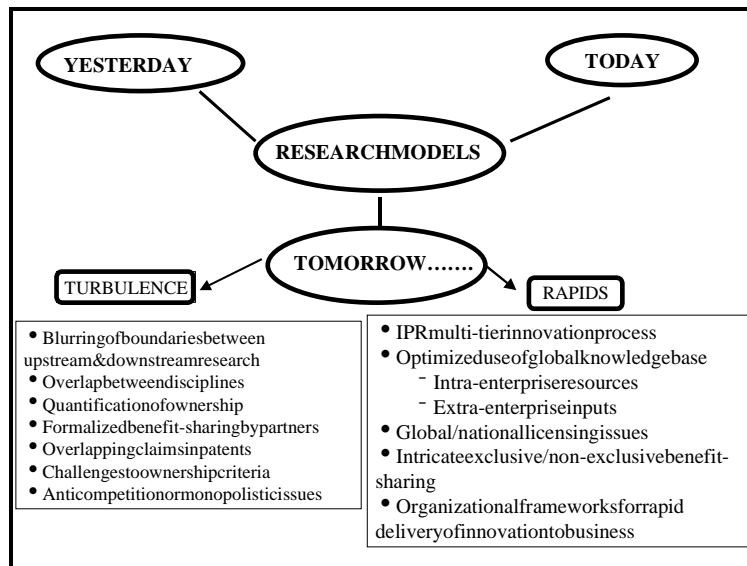 YESTERDAY
TODAY
RESEARCHMODELS
TOMORROW…….
TURBULENCE
RAPIDS
• Blurringofboundariesbetween
upstream&downstreamresearch
• Overlapbetweendisciplines
• Quantificationofownership
• Formalizedbenefit-sharingbypartners
• Overlappingclaimsinpatents
• Challengestoownershipcriteria
• Anticompetitionormonopolisticissues
• IPRmulti-tierinnovationprocess
• Optimizeduseofglobalknowledgebase
⁻ Intra-enterpriseresources
⁻ Extra-enterpriseinputs
• Global/nationallicensingissues
• Intricateexclusive/non-exclusivebenefit-
sharing
• Organizationalframeworksforrapid
deliveryofinnovationtobusiness